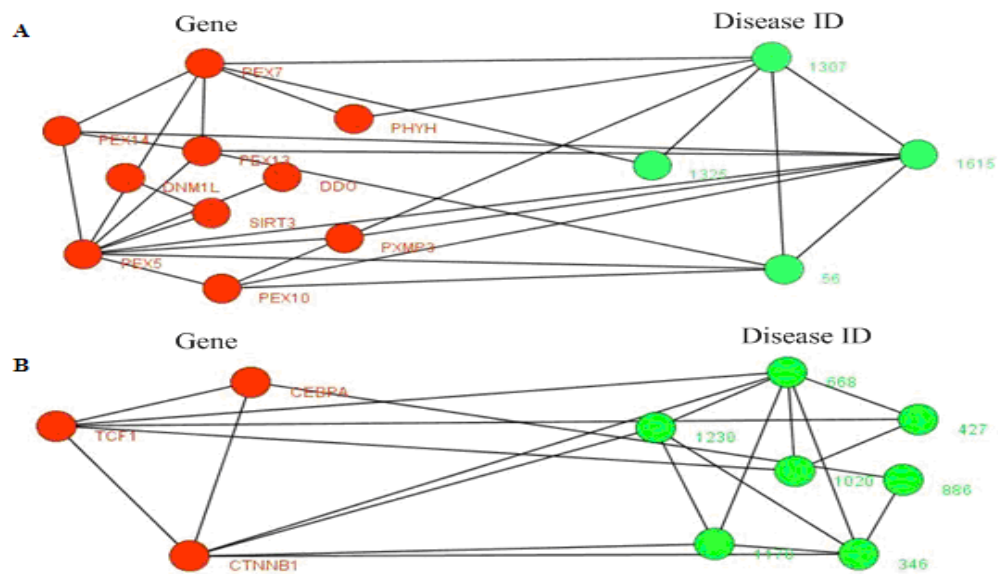 A
Gene
Disease ID
PEX7
1307
PHYH
PEX14
PEX13
1325
1615
DNM1L
DDO
SIRT3
PXMP3
PEX5
56
PEX10
B
Gene
Disease ID
CEBPA
668
TCF1
1230
427
1020
886
CTNNB1
346